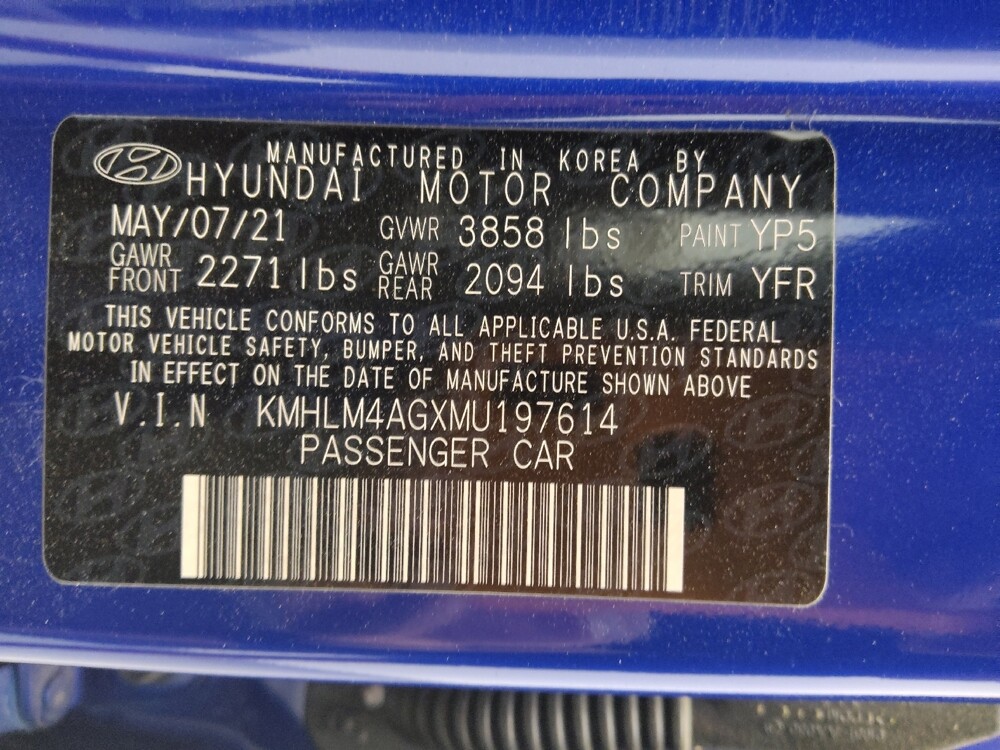 MANUFACTURED IN KOREA BY
HYUNDAI MOTOR COMPANY
MAY/07/21 GVWR 3858 lbs PAINT YP5
GAWR FRONT 2271 lbs GAWR REAR 2094 lbs TRIM YFR
THIS VEHICLE CONFORMS TO ALL APPLICABLE U.S.A. FEDERAL
MOTOR VEHICLE SAFETY, BUMPER, AND THEFT PREVENTION STANDARDS
IN EFFECT ON THE DATE OF MANUFACTURE SHOWN ABOVE
V.I.N KMHLM4AGXMU197614
PASSENGER CAR